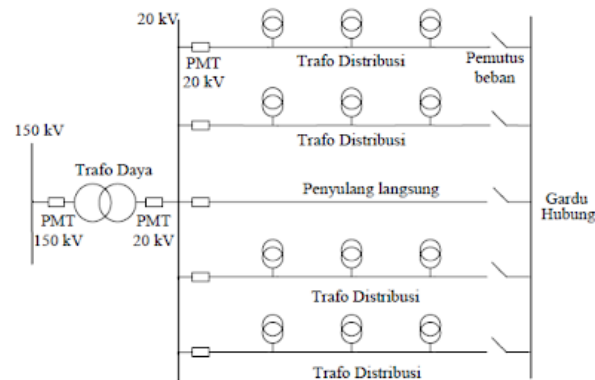 20 kV
PMT
20 kV
Trafo Distribusi
Pemutus
beban
Trafo Distribusi
150 kV
Trafo Daya
PMT
150 kV
PMT
20 kV
Penyulang langsung
Gardu
Hubung
Trafo Distribusi
Trafo Distribusi